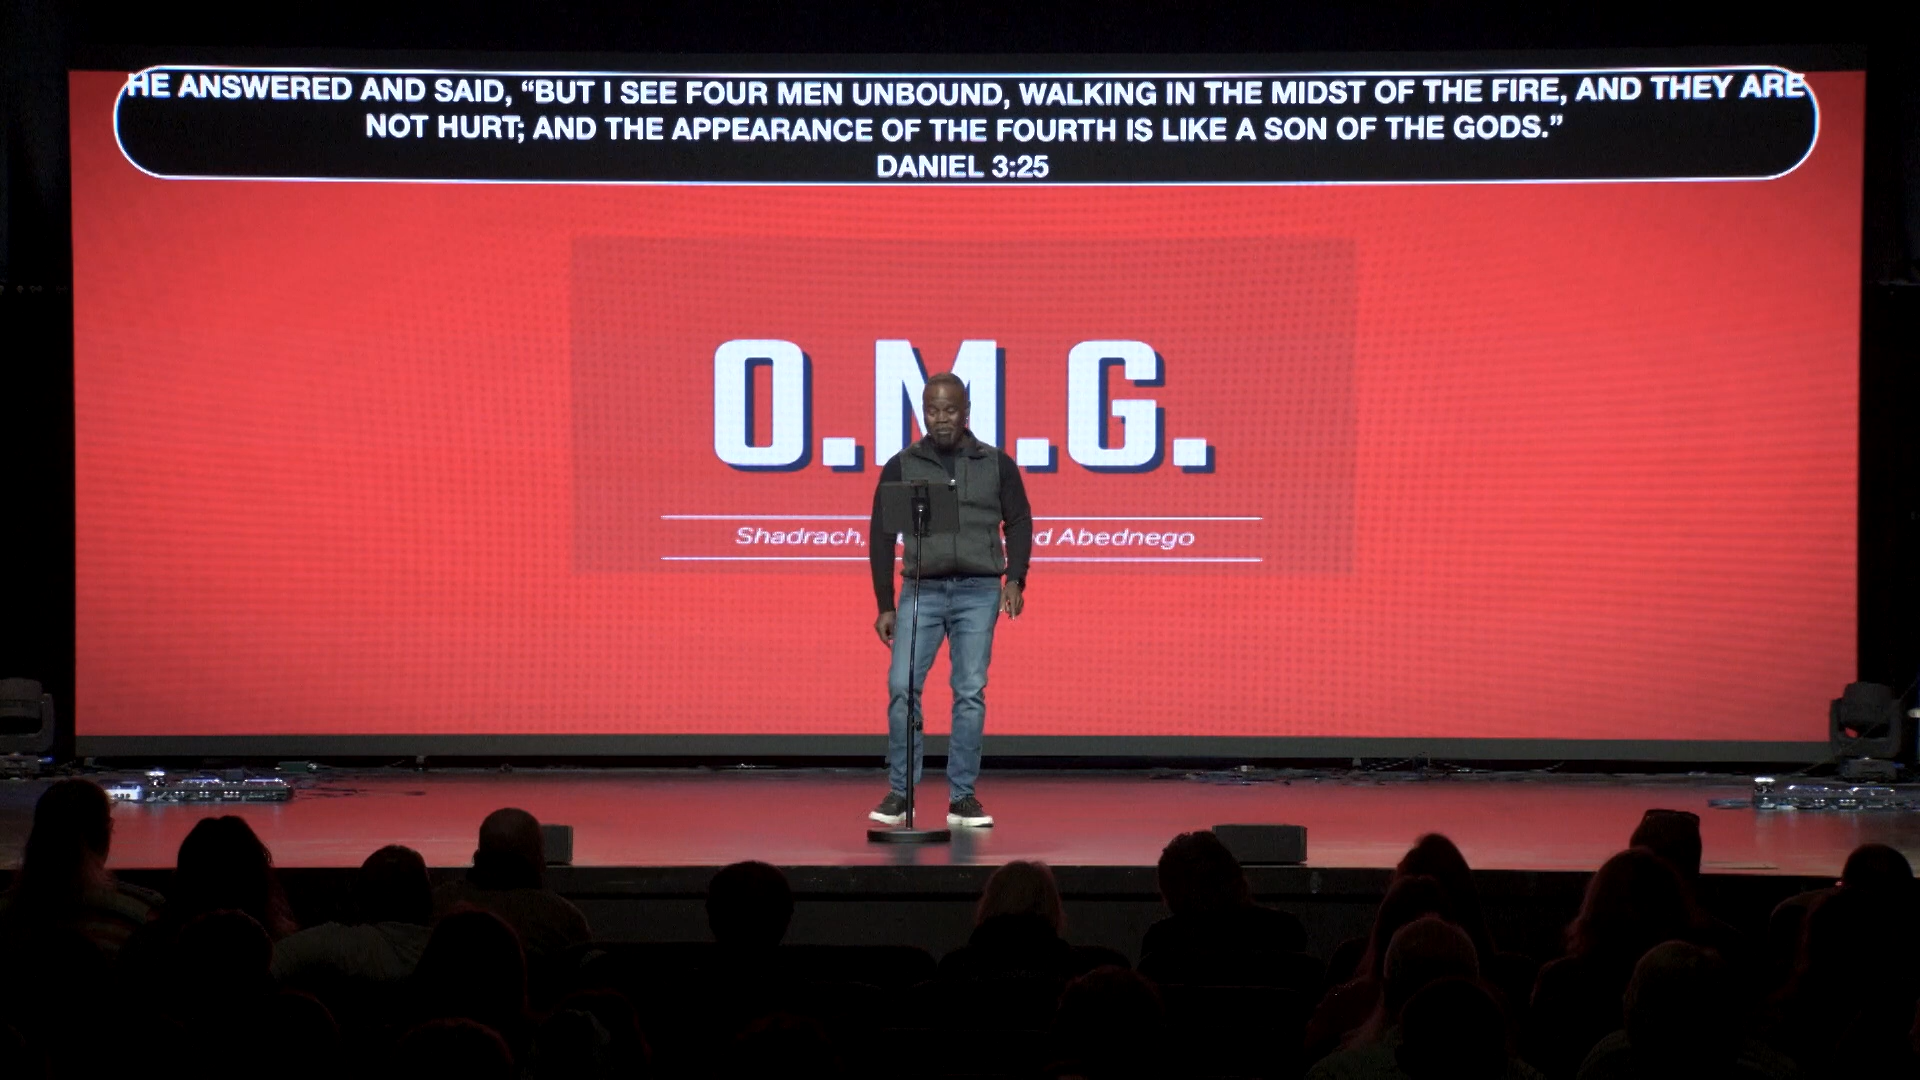 HE ANSWERED AND SAID, “BUT I SEE FOUR MEN UNBOUND, WALKING IN THE MIDST OF THE FIRE, AND THEY ARE
NOT HURT; AND THE APPEARANCE OF THE FOURTH IS LIKE A SON OF THE GODS.”
DANIEL 3:25
O.M.G.
Shadrach, Abednego